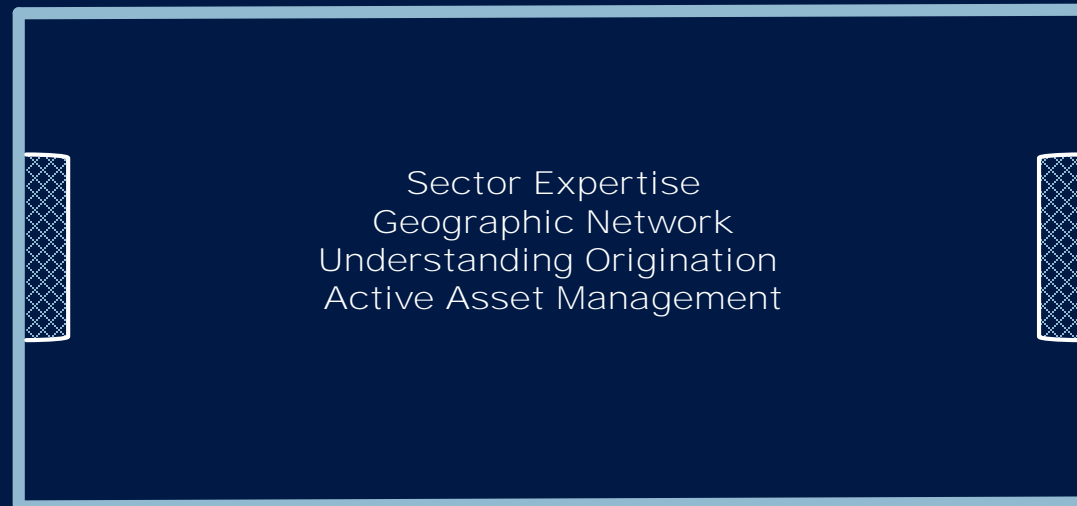 Sector Expertise
Geographic Network
Understanding Origination
Active Asset Management